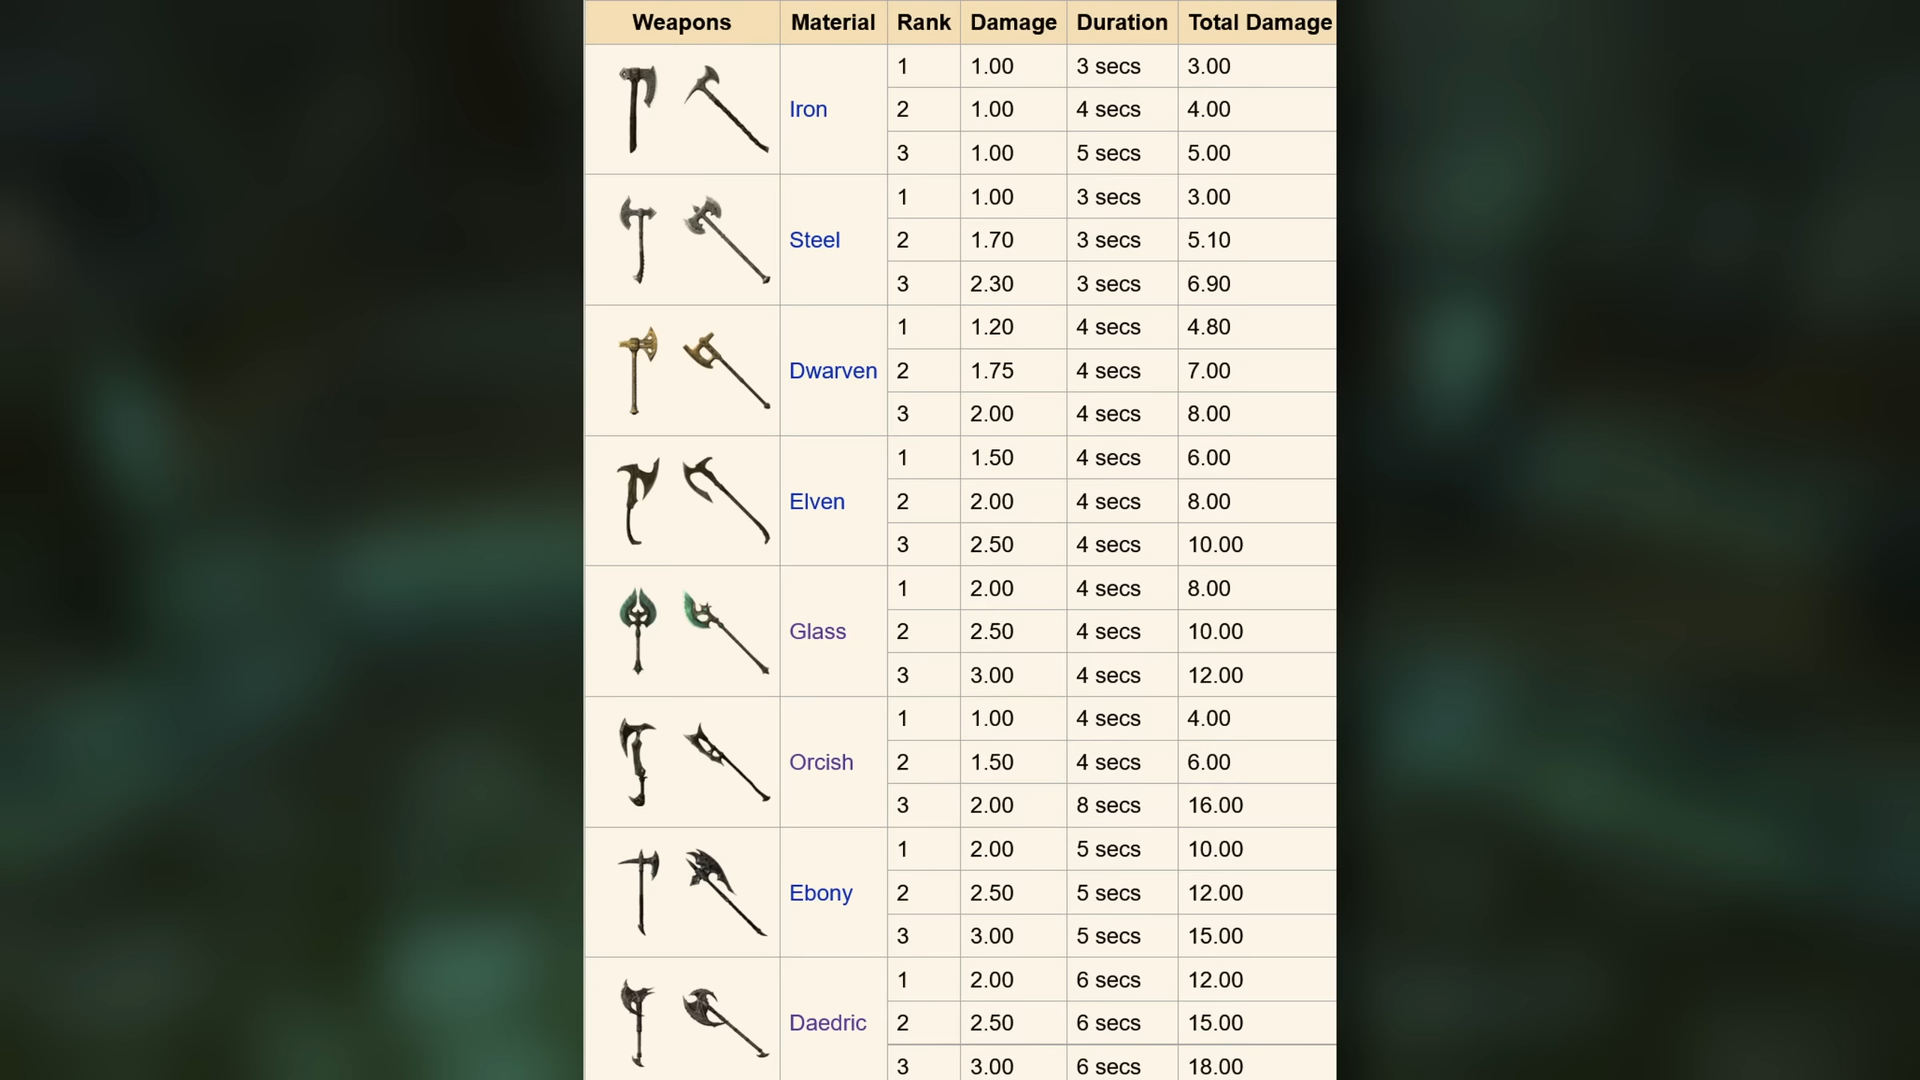 Weapons Material Rank Damage Duration Total Damage
1 1.00 3 secs 3.00
Iron 2 1.00 4 secs 4.00
3 1.00 5 secs 5.00
1 1.00 3 secs 3.00
Steel 2 1.70 3 secs 5.10
3 2.30 3 secs 6.90
1 1.20 4 secs 4.80
Dwarven 2 1.75 4 secs 7.00
3 2.00 4 secs 8.00
1 1.50 4 secs 6.00
Elven 2 2.00 4 secs 8.00
3 2.50 4 secs 10.00
1 2.00 4 secs 8.00
Glass 2 2.50 4 secs 10.00
3 3.00 4 secs 12.00
1 1.00 4 secs 4.00
Orcish 2 1.50 4 secs 6.00
3 2.00 8 secs 16.00
1 2.00 5 secs 10.00
Ebony 2 2.50 5 secs 12.00
3 3.00 5 secs 15.00
1 2.00 6 secs 12.00
Daedric 2 2.50 6 secs 15.00
3 3.00 6 secs 18.00